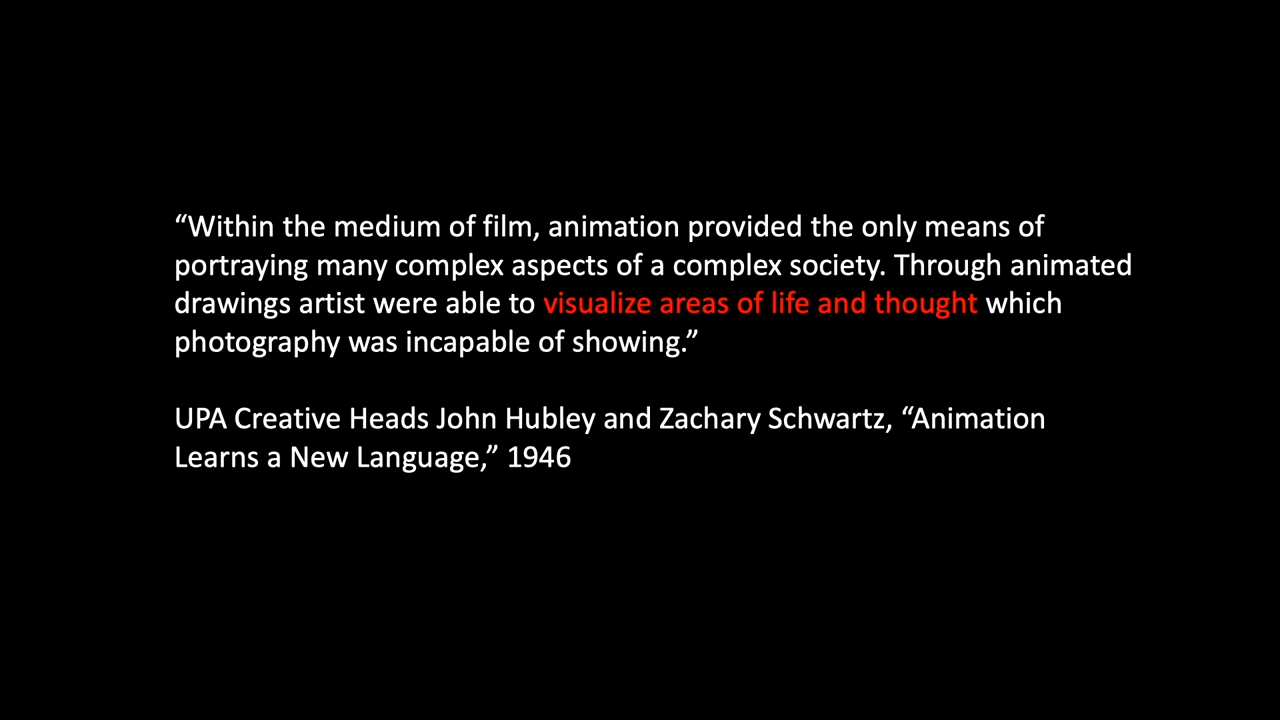 “Within the medium of film, animation provided the only means of
portraying many complex aspects of a complex society. Through animated
drawings artist were able to visualize areas of life and thought which
photography was incapable of showing.”
UPA Creative Heads John Hubley and Zachary Schwartz, “Animation
Learns a New Language,” 1946